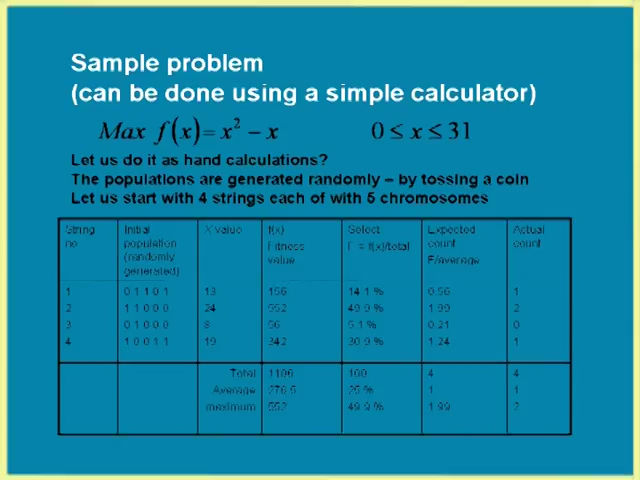 Sample problem
(can be done using a simple calculator)
Max f(x)= x² − x 0 ≤ x ≤ 31
Let us do it as hand calculations?
The populations are generated randomly – by tossing a coin
Let us start with 4 strings each of with 5 chromosomes
String no Initial population (randomly generated) X value f(x) Fitness value Select F = f(x)/total Expected count F/average Actual count
1 0 1 1 0 1 13 156 14.1 % 0.56 1
2 1 1 0 0 0 24 552 49.9 % 1.99 2
3 0 1 0 0 0 8 56 5.1 % 0.21 0
4 1 0 0 1 1 19 342 30.9 % 1.24 1
Total 1106 100 4 4
Average 276.5 25 % 1 1
maximum 552 49.9 % 1.99 2